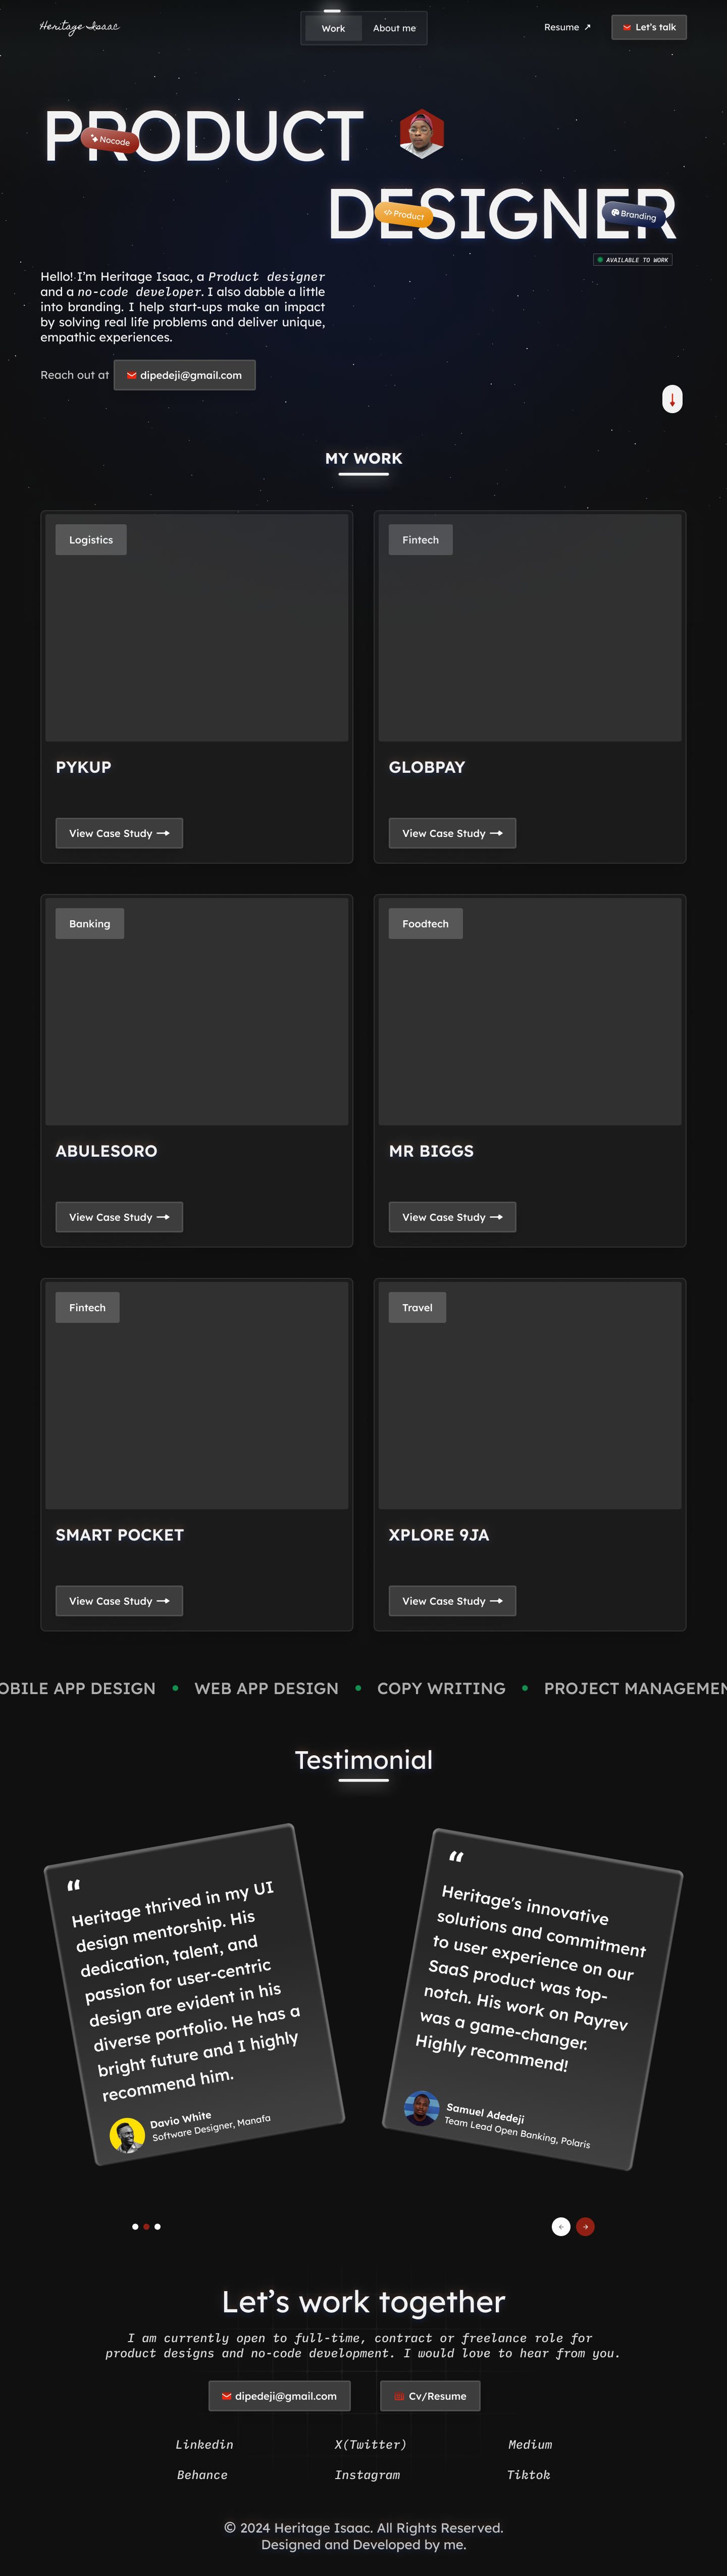 Heritage Isaac
Work
About me
Resume ↗
Let's talk
PRODUCT
Nocode
DESIGNER
Product
Branding
AVAILABLE TO WORK
Hello! I'm Heritage Isaac, a Product designer
and a no-code developer. I also dabble a little
into branding. I help start-ups make an impact
by solving real life problems and deliver unique,
empathic experiences.
Reach out at dipedeji@gmail.com
MY WORK
Logistics
PYKUP
View Case Study
Fintech
GLOBPAY
View Case Study
Banking
ABULESORO
View Case Study
Foodtech
MR BIGGS
View Case Study
Fintech
SMART POCKET
View Case Study
Travel
XPLORE 9JA
View Case Study
OBILE APP DESIGN • WEB APP DESIGN • COPY WRITING • PROJECT MANAGEMEN
Testimonial
“
Heritage thrived in my UI
design mentorship. His
dedication, talent, and
passion for user-centric
design are evident in his
diverse portfolio. He has a
bright future and I highly
recommend him.
Davio White
Software Designer, Manafa
“
Heritage's innovative
solutions and commitment
to user experience on our
SaaS product was top-
notch. His work on Payrev
was a game-changer.
Highly recommend!
Samuel Adedeji
Team Lead Open Banking, Polaris
Let's work together
I am currently open to full-time, contract or freelance role for
product designs and no-code development. I would love to hear from you.
dipedeji@gmail.com
Cv/Resume
Linkedin
X(Twitter)
Medium
Behance
Instagram
Tiktok
© 2024 Heritage Isaac. All Rights Reserved.
Designed and Developed by me.